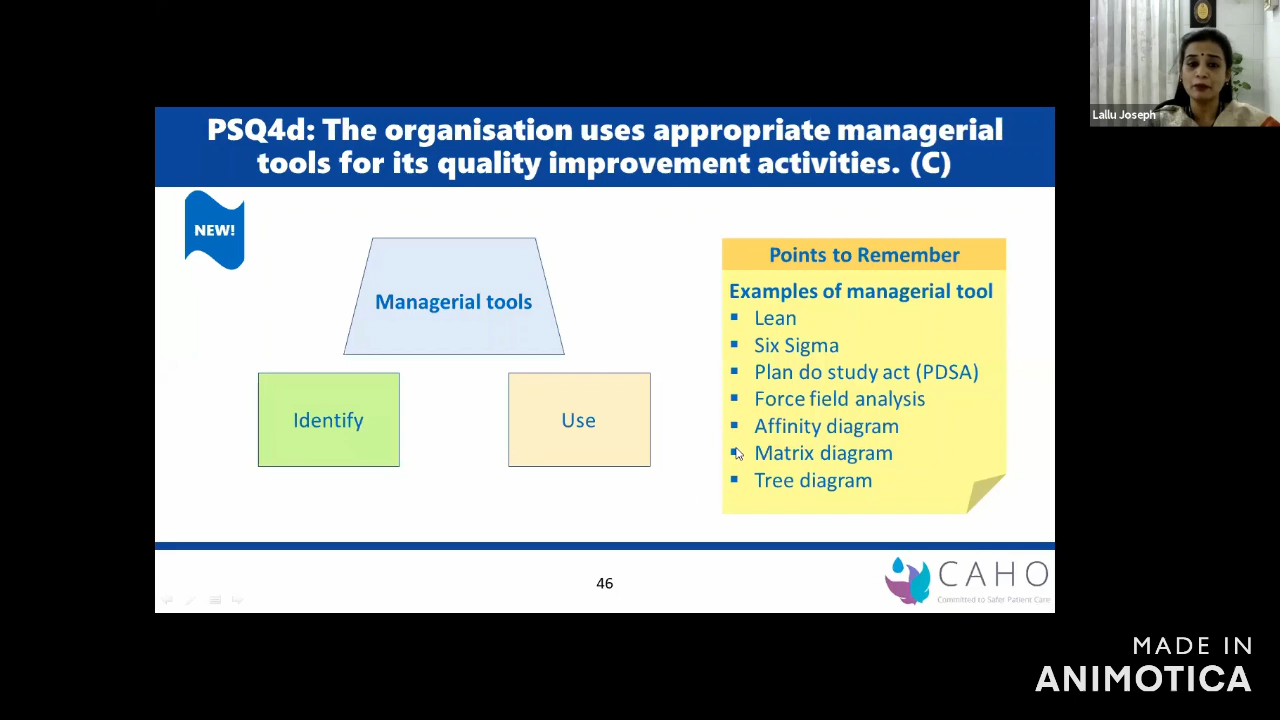 Lallu Joseph
PSQ4d: The organisation uses appropriate managerial
tools for its quality improvement activities. (C)
NEW!
Managerial tools
Identify
Use
Points to Remember
Examples of managerial tool
Lean
Six Sigma
Plan do study act (PDSA)
Force field analysis
Affinity diagram
Matrix diagram
Tree diagram
46
CAHO
Committed to Safer Patient Care
MADE IN
ANIMOTICA